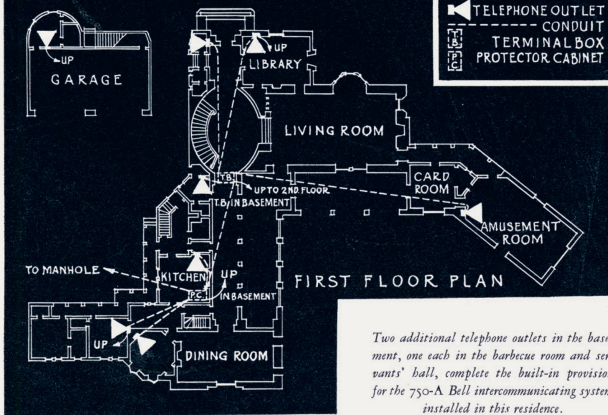 TELEPHONE OUTLET
CONDUIT
T.B. TERMINAL BOX
P.C. PROTECTOR CABINET
UP
GARAGE
UP
LIBRARY
LIVING ROOM
T.B.
UP TO 2ND. FLOOR
T.B. IN BASEMENT
CARD
ROOM
AMUSEMENT
ROOM
TO MANHOLE
KITCHEN
UP
P.C.
IN BASEMENT
FIRST FLOOR PLAN
UP
DINING ROOM
Two additional telephone outlets in the base-
ment, one each in the barbecue room and ser-
vants' hall, complete the built-in provision
for the 750-A Bell intercommunicating system
installed in this residence.